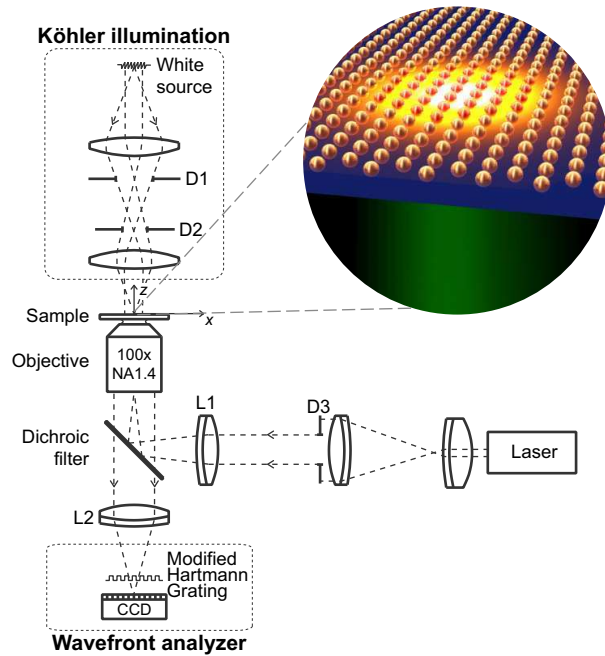 Köhler illumination
White
source
D1
D2
z
x
Sample
Objective
100x
NA1.4
L1
D3
Dichroic
filter
Laser
L2
Modified
Hartmann
Grating
CCD
Wavefront analyzer